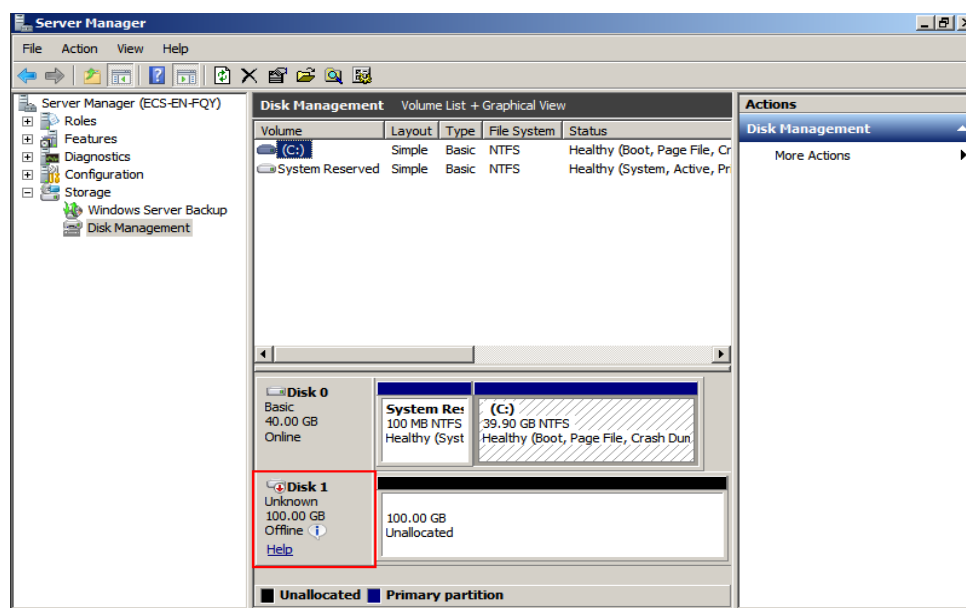 Server Manager
File Action View Help
Server Manager (ECS-EN-FQY)
Roles
Features
Diagnostics
Configuration
Storage
Windows Server Backup
Disk Management
Disk Management Volume List + Graphical View
Volume Layout Type File System Status
(C:) Simple Basic NTFS Healthy (Boot, Page File, Cr
System Reserved Simple Basic NTFS Healthy (System, Active, Pri
Disk 0
Basic
40.00 GB
Online
System Res
100 MB NTFS
Healthy (Syst
(C:)
39.90 GB NTFS
Healthy (Boot, Page File, Crash Dun
Disk 1
Unknown
100.00 GB
Offline
Help
100.00 GB
Unallocated
Unallocated Primary partition
Actions
Disk Management
More Actions